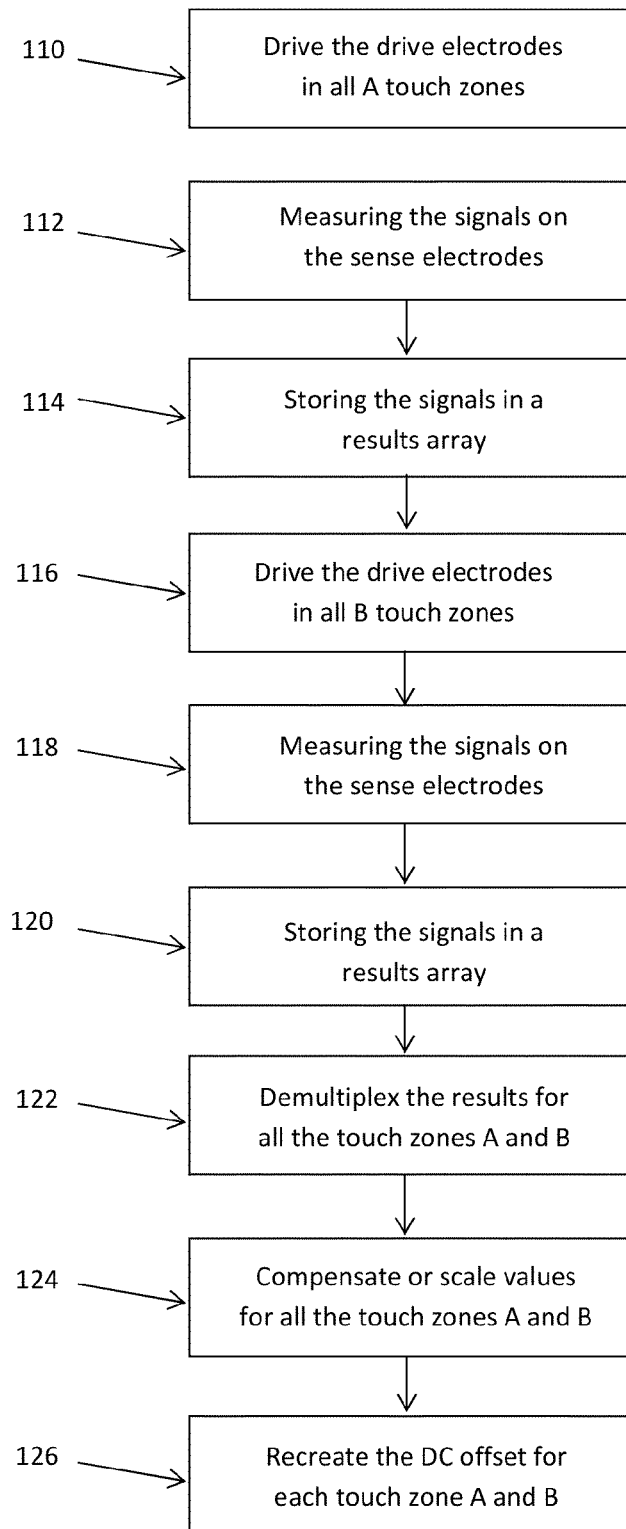 110
Drive the drive electrodes
in all A touch zones
112
Measuring the signals on
the sense electrodes
114
Storing the signals in a
results array
116
Drive the drive electrodes
in all B touch zones
118
Measuring the signals on
the sense electrodes
120
Storing the signals in a
results array
122
Demultiplex the results for
all the touch zones A and B
124
Compensate or scale values
for all the touch zones A and B
126
Recreate the DC offset for
each touch zone A and B